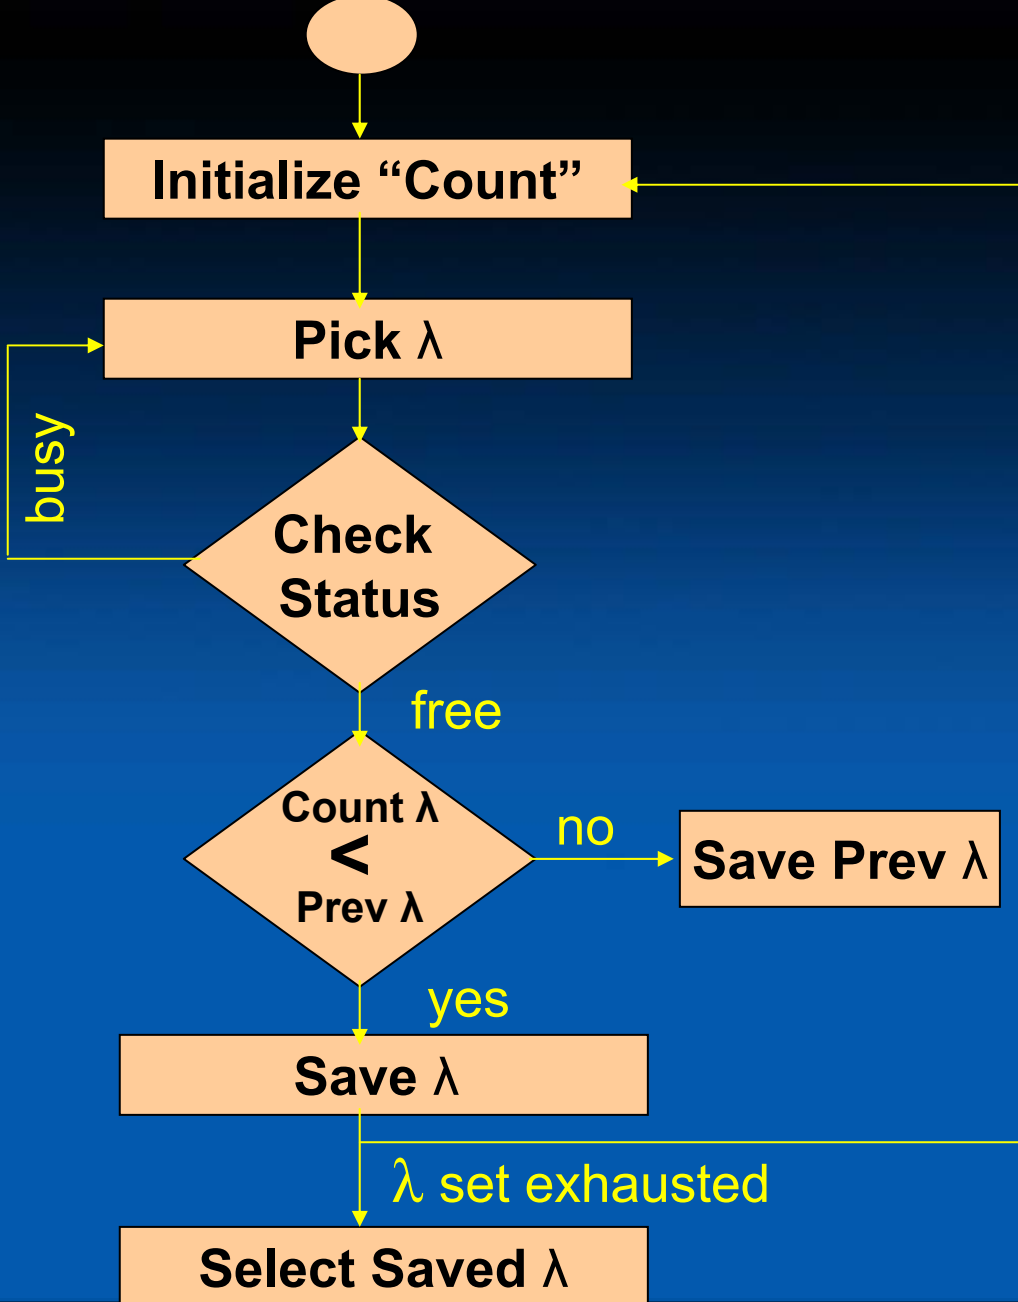 Initialize “Count”
Pick λ
busy
Check
Status
free
Count λ
<
Prev λ
no
Save Prev λ
yes
Save λ
λ set exhausted
Select Saved λ